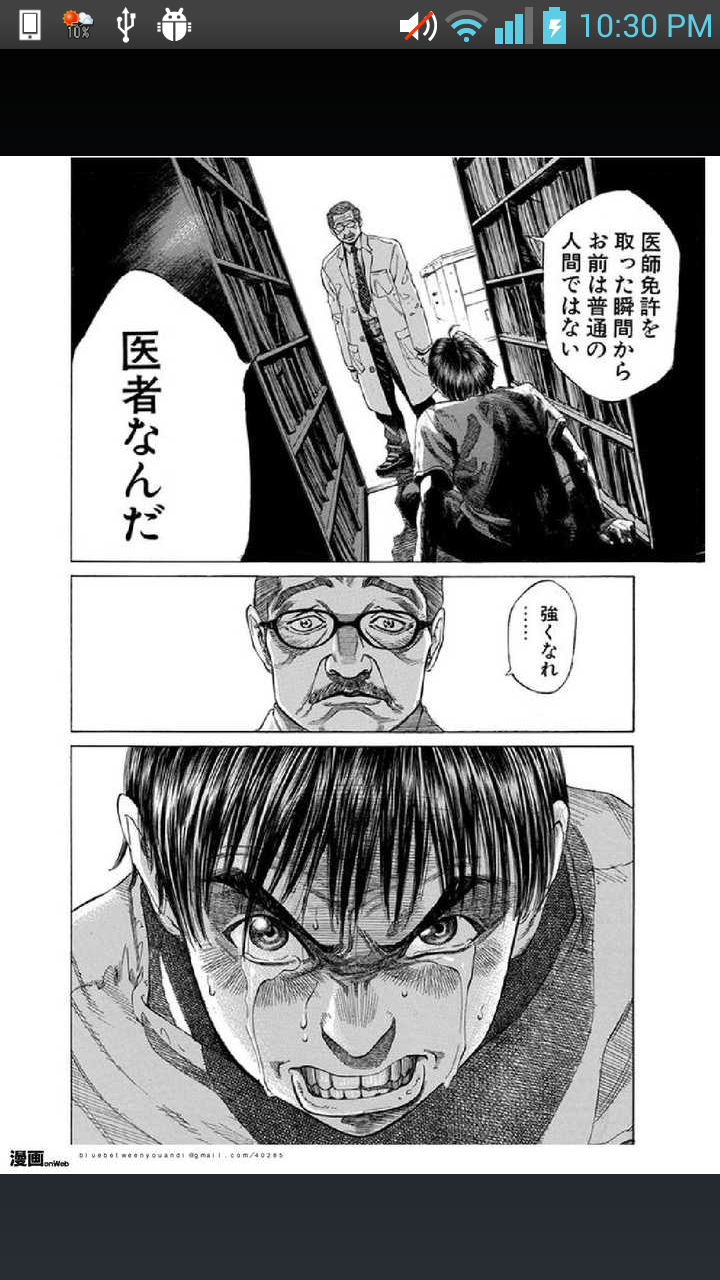 10%
10:30 PM
医師免許を
取った瞬間から
お前は普通の
人間ではない
医者なんだ
強くなれ
……
漫画onWeb
bluebetweenyouandi@gmail.com/40285